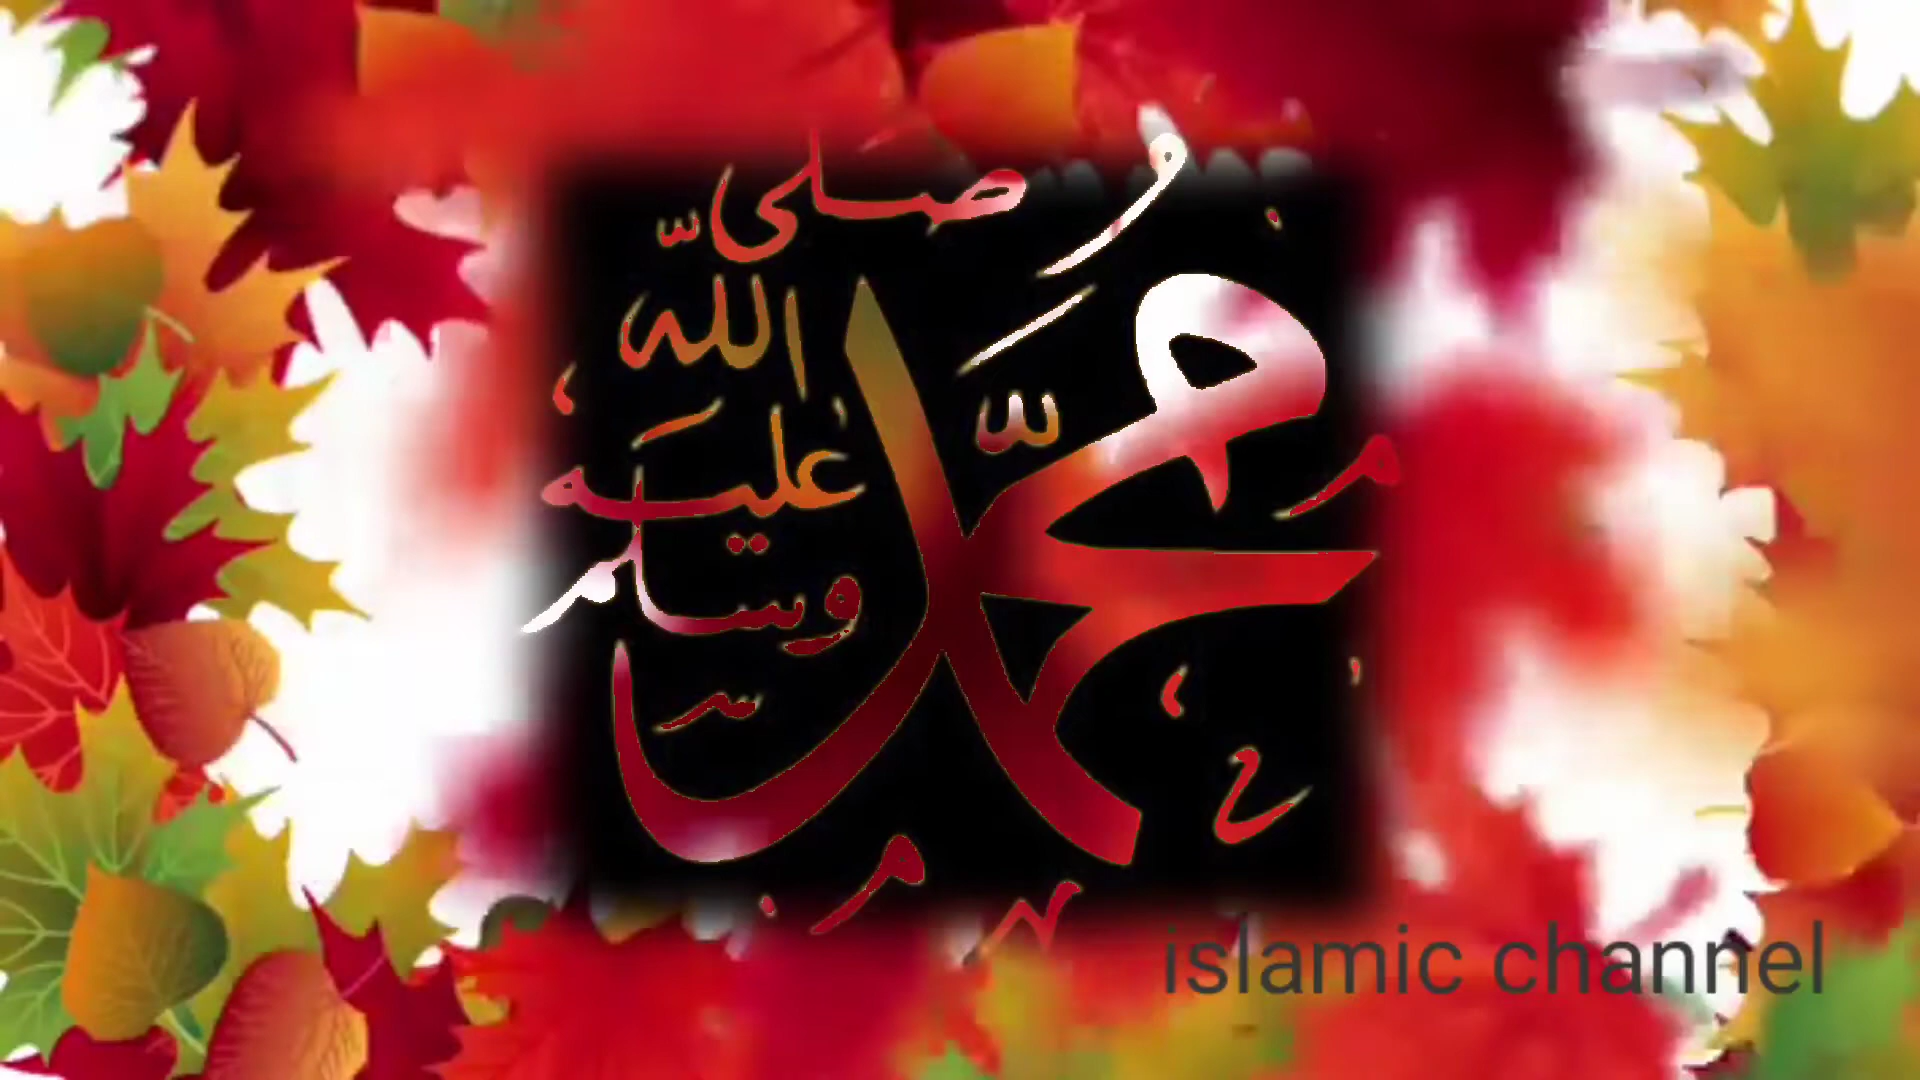 محمد
صلى
الله
عليه
وسلم
islamic channel